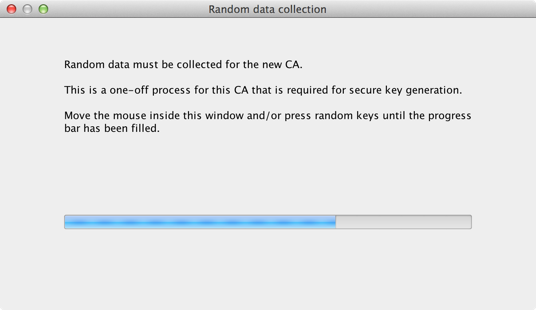 Random data collection
Random data must be collected for the new CA.
This is a one-off process for this CA that is required for secure key generation.
Move the mouse inside this window and/or press random keys until the progress
bar has been filled.